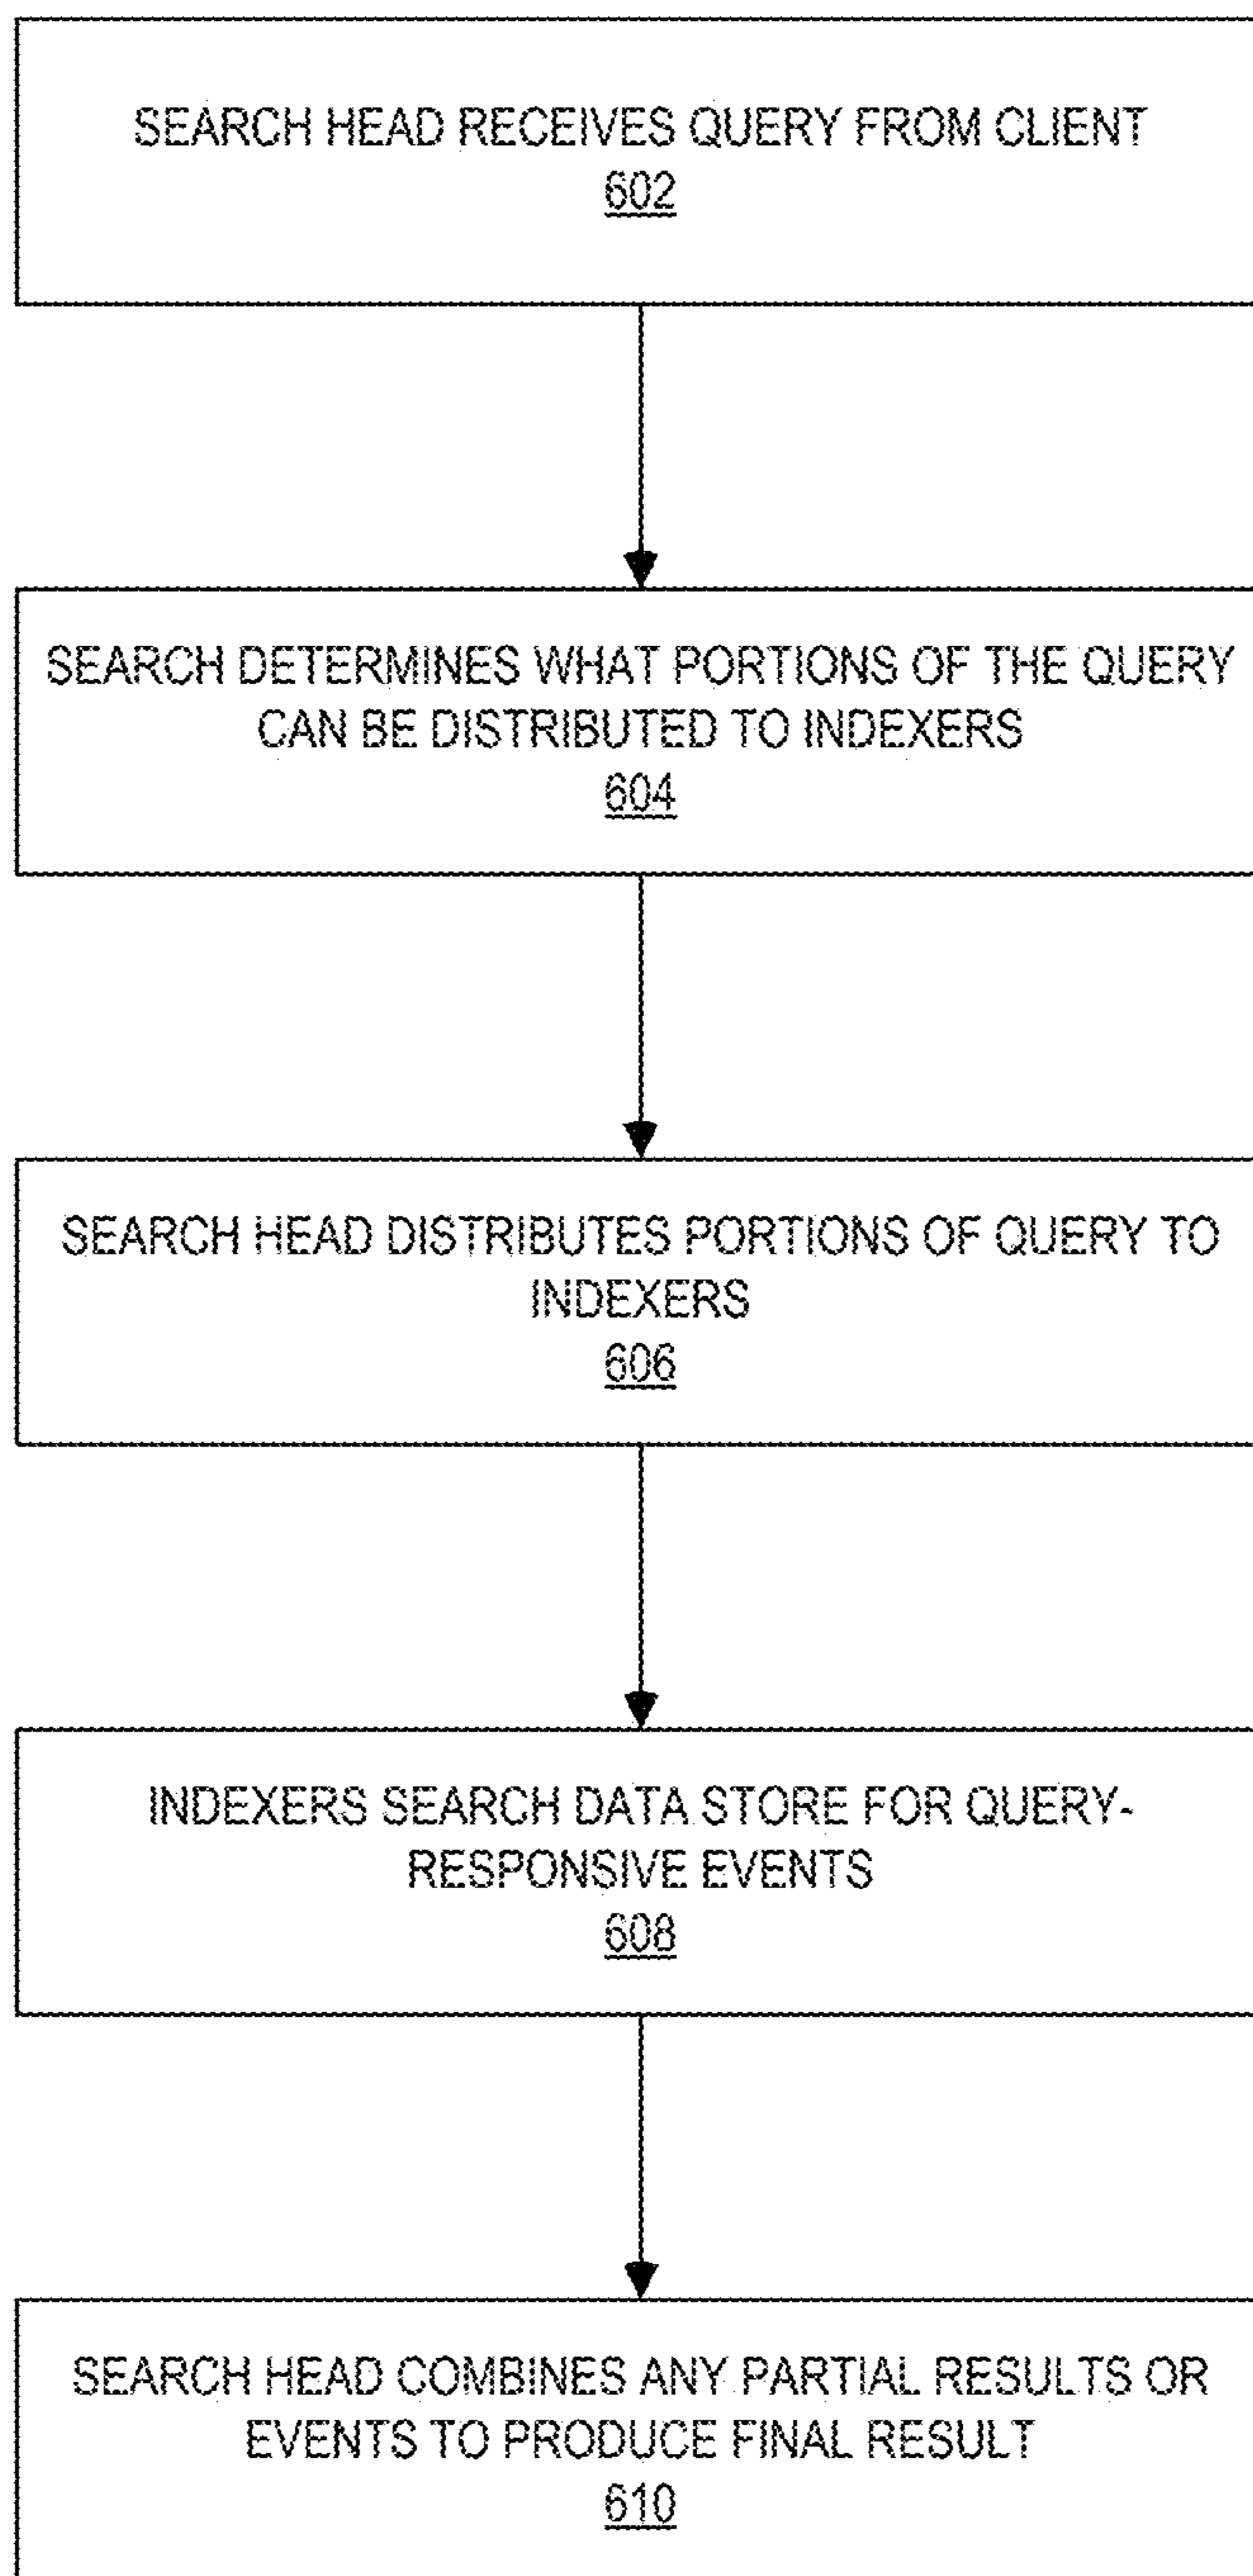 SEARCH HEAD RECEIVES QUERY FROM CLIENT
602
SEARCH DETERMINES WHAT PORTIONS OF THE QUERY
CAN BE DISTRIBUTED TO INDEXERS
604
SEARCH HEAD DISTRIBUTES PORTIONS OF QUERY TO
INDEXERS
606
INDEXERS SEARCH DATA STORE FOR QUERY-
RESPONSIVE EVENTS
608
SEARCH HEAD COMBINES ANY PARTIAL RESULTS OR
EVENTS TO PRODUCE FINAL RESULT
610